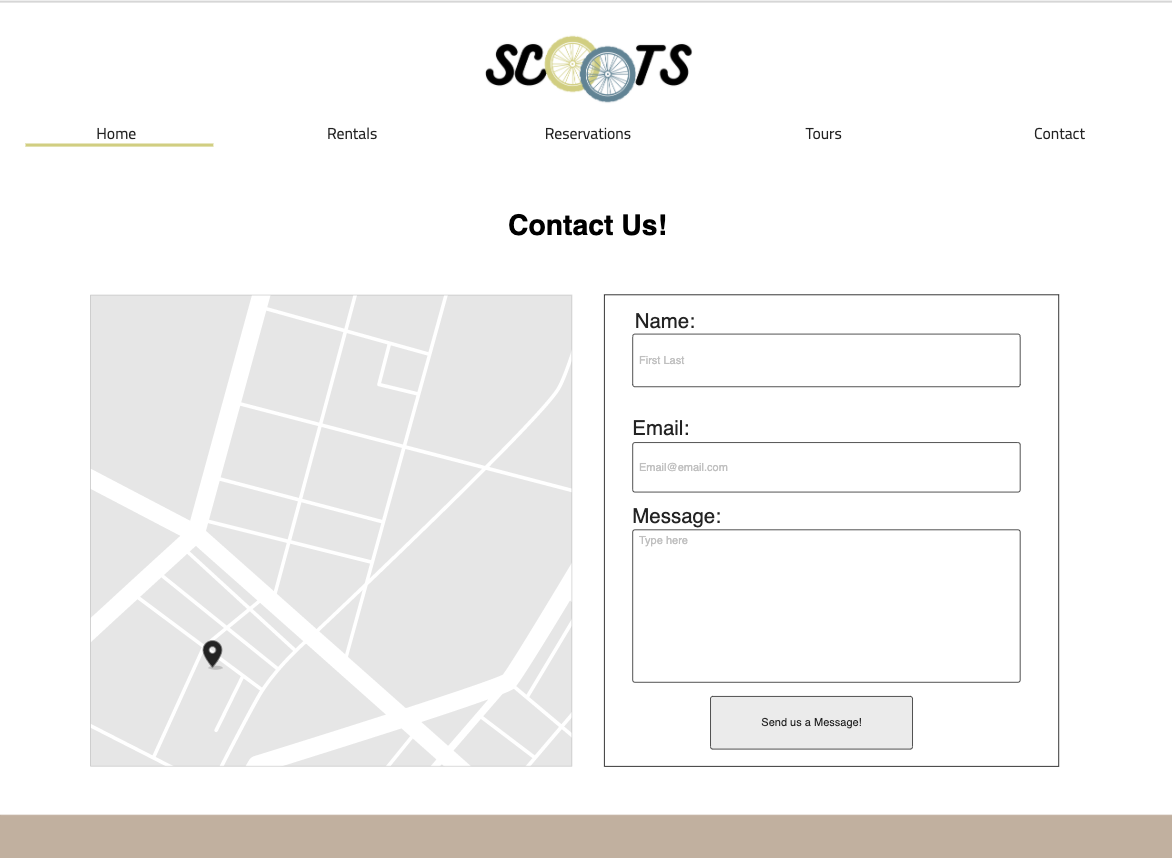 SCOOTS
Home Rentals Reservations Tours Contact
Contact Us!
Name:
First Last
Email:
Email@email.com
Message:
Type here
Send us a Message!